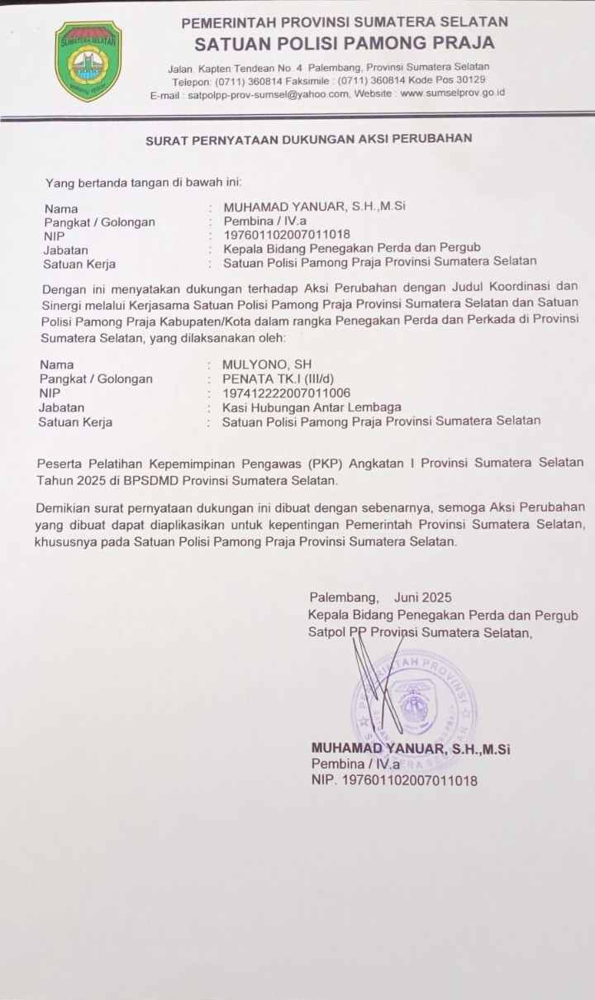 SUMATERA SELATAN
PEMERINTAH PROVINSI SUMATERA SELATAN
SATUAN POLISI PAMONG PRAJA
Jalan. Kapten Tendean No. 4 Palembang, Provinsi Sumatera Selatan
Telepon: (0711) 360814 Faksimile : (0711) 360814 Kode Pos 30129
E-mail : satpolpp-prov-sumsel@yahoo.com, Website : www.sumselprov.go.id
SURAT PERNYATAAN DUKUNGAN AKSI PERUBAHAN
Yang bertanda tangan di bawah ini:
Nama : MUHAMAD YANUAR, S.H.,M.Si
Pangkat / Golongan : Pembina / IV.a
NIP : 197601102007011018
Jabatan : Kepala Bidang Penegakan Perda dan Pergub
Satuan Kerja : Satuan Polisi Pamong Praja Provinsi Sumatera Selatan
Dengan ini menyatakan dukungan terhadap Aksi Perubahan dengan Judul Koordinasi dan
Sinergi melalui Kerjasama Satuan Polisi Pamong Praja Provinsi Sumatera Selatan dan Satuan
Polisi Pamong Praja Kabupaten/Kota dalam rangka Penegakan Perda dan Perkada di Provinsi
Sumatera Selatan, yang dilaksanakan oleh:
Nama : MULYONO, SH
Pangkat / Golongan : PENATA TK.I (III/d)
NIP : 197412222007011006
Jabatan : Kasi Hubungan Antar Lembaga
Satuan Kerja : Satuan Polisi Pamong Praja Provinsi Sumatera Selatan
Peserta Pelatihan Kepemimpinan Pengawas (PKP) Angkatan I Provinsi Sumatera Selatan
Tahun 2025 di BPSDMD Provinsi Sumatera Selatan.
Demikian surat pernyataan dukungan ini dibuat dengan sebenarnya, semoga Aksi Perubahan
yang dibuat dapat diaplikasikan untuk kepentingan Pemerintah Provinsi Sumatera Selatan,
khususnya pada Satuan Polisi Pamong Praja Provinsi Sumatera Selatan.
Palembang, Juni 2025
Kepala Bidang Penegakan Perda dan Pergub
Satpol PP Provinsi Sumatera Selatan,
PEMERINTAH PROVINSI
SUMATERA SELATAN
MUHAMAD YANUAR, S.H.,M.Si
Pembina / IV.a
NIP. 197601102007011018